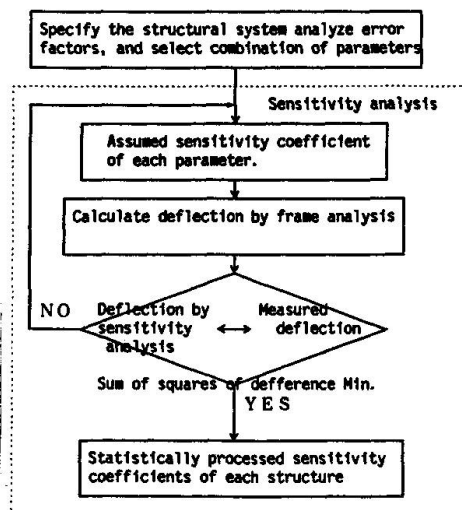 Specify the structural system analyze error
factors, and select combination of parameters
Sensitivity analysis
Assumed sensitivity coefficient
of each parameter.
Calculate deflection by frame analysis
NO
Deflection by
sensitivity
analysis
Measured
deflection
Sum of squares of defference Min.
YES
Statistically processed sensitivity
coefficients of each structure